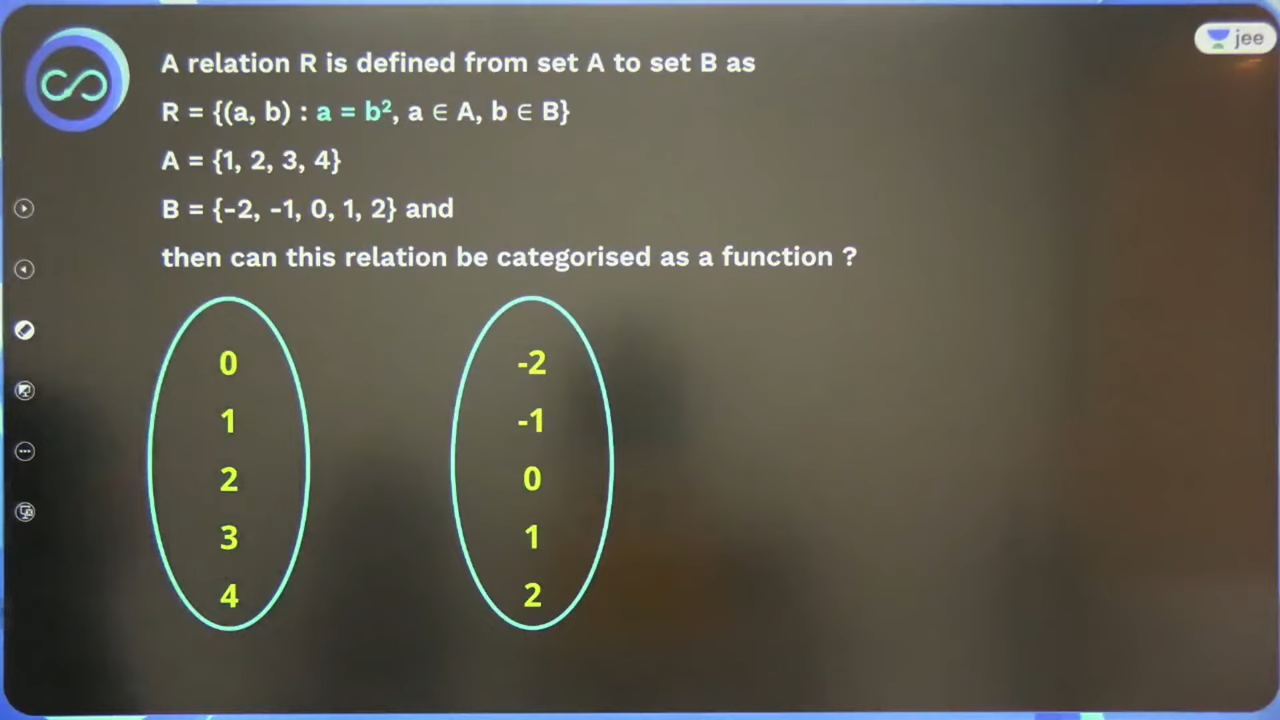 jee
A relation R is defined from set A to set B as
R = {(a, b) : a = b², a ∈ A, b ∈ B}
A = {1, 2, 3, 4}
B = {-2, -1, 0, 1, 2} and
then can this relation be categorised as a function ?
0 -2
1 -1
2 0
3 1
4 2